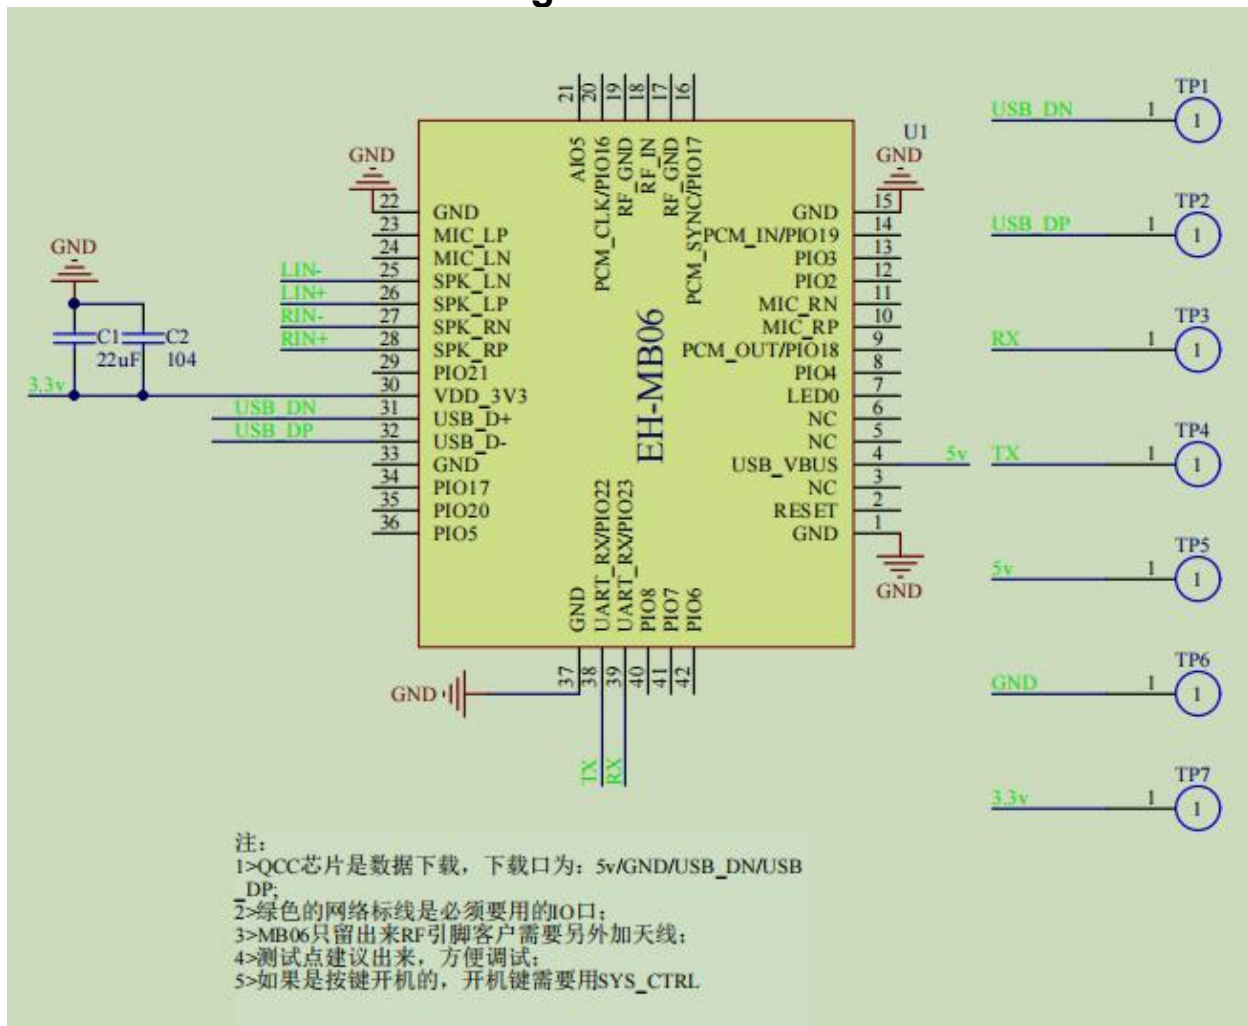 g
21
20
19
18
17
16
AIO5
PCM_CLK/PIO16
RF_GND
RF_IN
RF_GND
PCM_SYNC/PIO17
U1
EH-MB06
GND
GND
GND
22 GND
23 MIC_LP
24 MIC_LN
LIN- 25 SPK_LN
LIN+ 26 SPK_LP
RIN- 27 SPK_RN
RIN+ 28 SPK_RP
29 PIO21
3.3v 30 VDD_3V3
USB_DN 31 USB_D+
USB_DP 32 USB_D-
33 GND
34 PIO17
35 PIO20
36 PIO5
C1
22uF
C2
104
GND 15
PCM_IN/PIO19 14
PIO3 13
PIO2 12
MIC_RN 11
MIC_RP 10
PCM_OUT/PIO18 9
PIO4 8
LED0 7
NC 6
NC 5
USB_VBUS 4 5v
NC 3
RESET 2
GND 1
GND
GND
UART_RX/PIO22
UART_RX/PIO23
PIO8
PIO7
PIO6
37
38
39
40
41
42
GND
TX
RX
TP1
USB_DN 1 1
TP2
USB_DP 1 1
TP3
RX 1 1
TP4
TX 1 1
TP5
5v 1 1
TP6
GND 1 1
TP7
3.3v 1 1
注：
1>QCC芯片是数据下载，下载口为：5v/GND/USB_DN/USB
_DP;
2>绿色的网络标线是必须要用的IO口；
3>MB06只留出来RF引脚客户需要另外加天线；
4>测试点建议出来，方便调试；
5>如果是按键开机的，开机键需要用SYS_CTRL